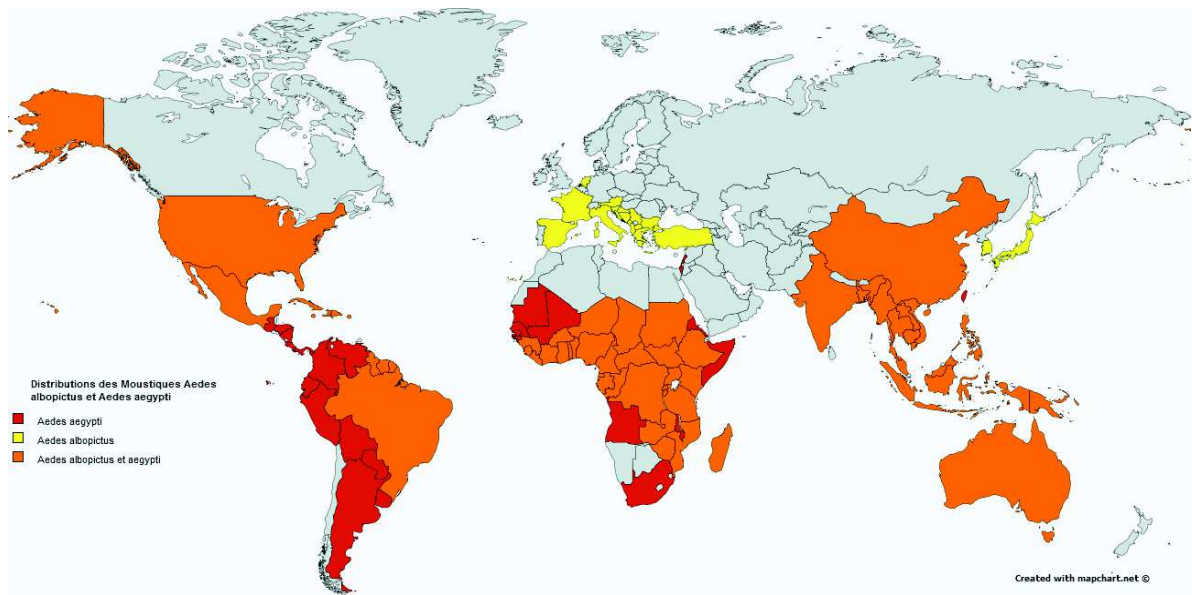 Distributions des Moustiques Aedes
albopictus et Aedes aegypti
Aedes aegypti
Aedes albopictus
Aedes albopictus et aegypti
Created with mapchart.net ©